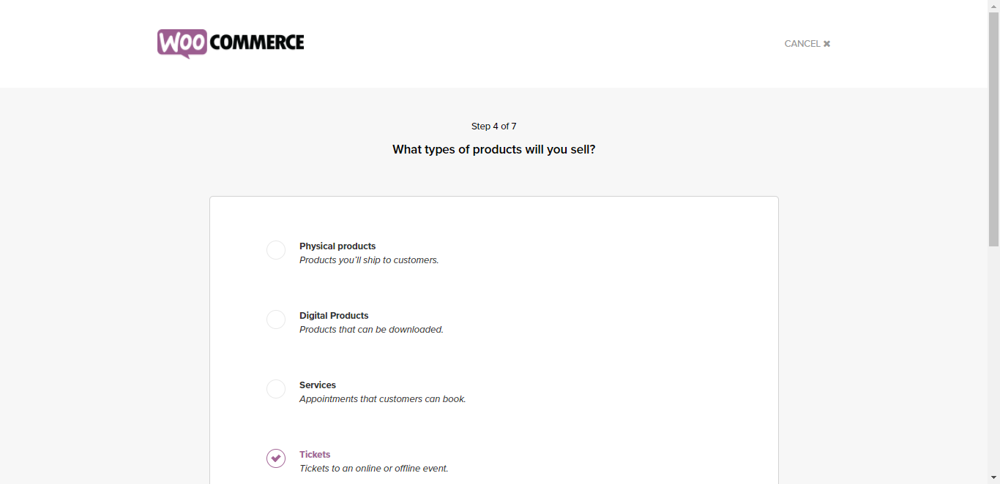 WOOCOMMERCE
CANCEL ✖
Step 4 of 7
What types of products will you sell?
Physical products
Products you’ll ship to customers.
Digital Products
Products that can be downloaded.
Services
Appointments that customers can book.
Tickets
Tickets to an online or offline event.